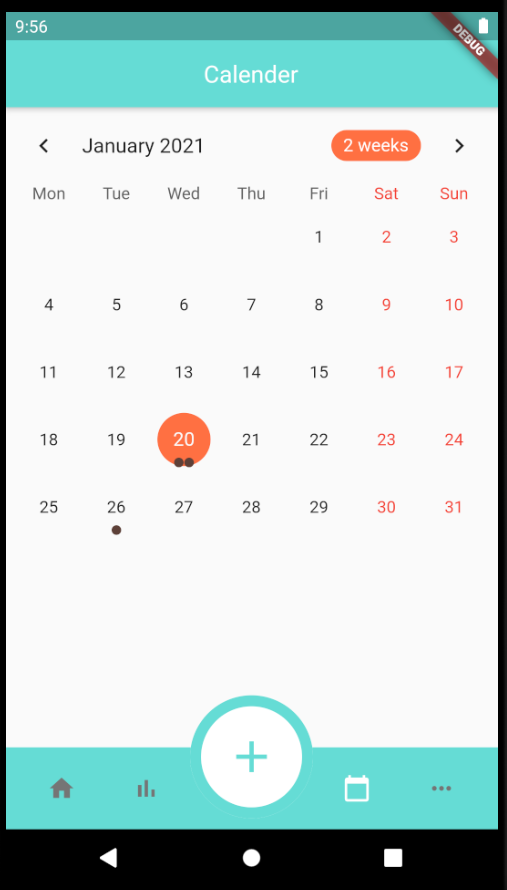 9:56
DEBUG
Calender
January 2021 2 weeks
Mon Tue Wed Thu Fri Sat Sun
1 2 3
4 5 6 7 8 9 10
11 12 13 14 15 16 17
18 19 20 21 22 23 24
25 26 27 28 29 30 31